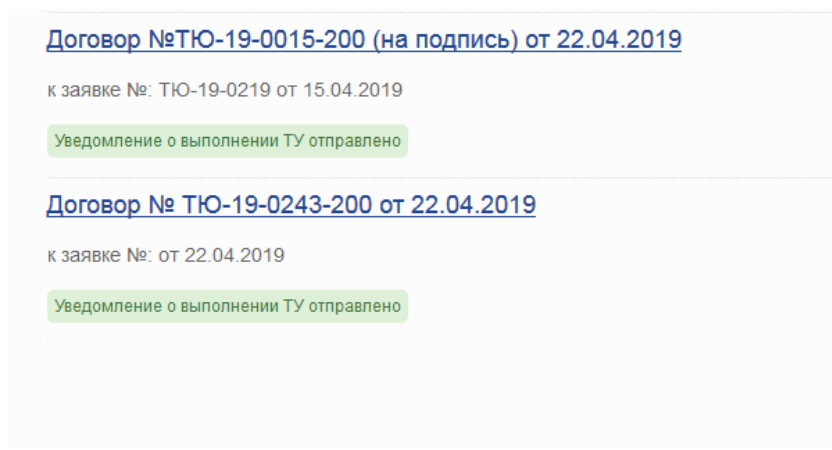 Договор №ТЮ-19-0015-200 (на подпись) от 22.04.2019
к заявке №: ТЮ-19-0219 от 15.04.2019
Уведомление о выполнении ТУ отправлено
Договор № ТЮ-19-0243-200 от 22.04.2019
к заявке №: от 22.04.2019
Уведомление о выполнении ТУ отправлено